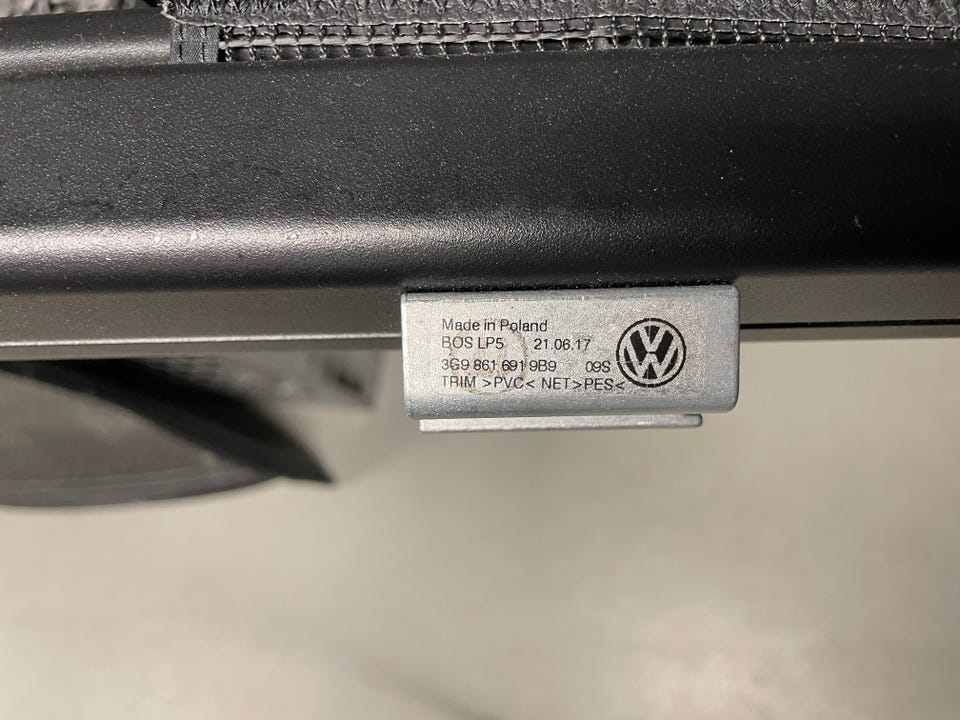 Made in Poland
BOS LP5 21.06.17
3G9 861 691 9B9 09S
TRIM >PVC< NET >PES<